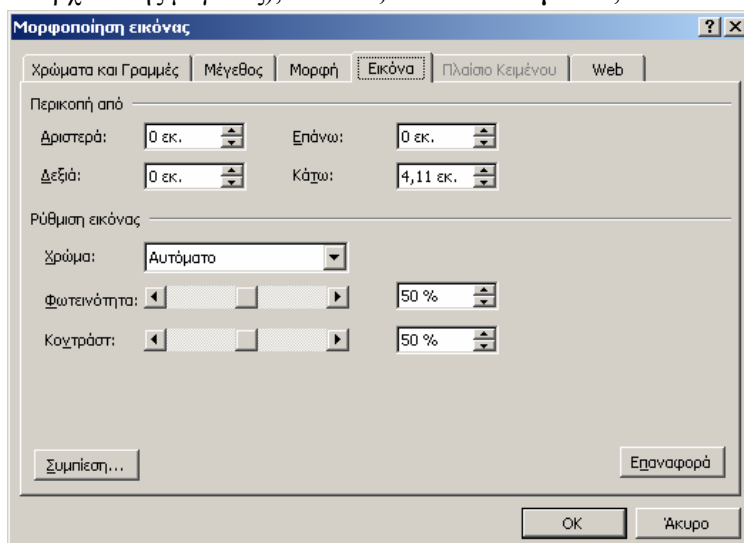 Μορφοποίηση εικόνας
Χρώματα και Γραμμές Μέγεθος Μορφή Εικόνα Πλαίσιο Κειμένου Web
Περικοπή από
Αριστερά: 0 εκ. Επάνω: 0 εκ.
Δεξιά: 0 εκ. Κάτω: 4,11 εκ.
Ρύθμιση εικόνας
Χρώμα: Αυτόματο
Φωτεινότητα: 50 %
Κοντράστ: 50 %
Συμπίεση... Επαναφορά
OK Άκυρο